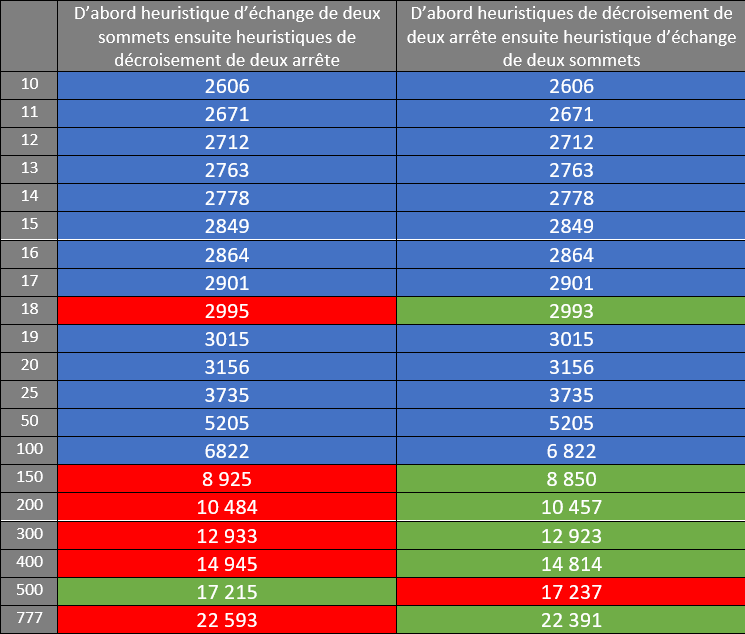 D’abord heuristique d’échange de deux
sommets ensuite heuristiques de
décroisement de deux arrête
D’abord heuristiques de décroisement de
deux arrête ensuite heuristique d’échange
de deux sommets
10 2606 2606
11 2671 2671
12 2712 2712
13 2763 2763
14 2778 2778
15 2849 2849
16 2864 2864
17 2901 2901
18 2995 2993
19 3015 3015
20 3156 3156
25 3735 3735
50 5205 5205
100 6822 6 822
150 8 925 8 850
200 10 484 10 457
300 12 933 12 923
400 14 945 14 814
500 17 215 17 237
777 22 593 22 391